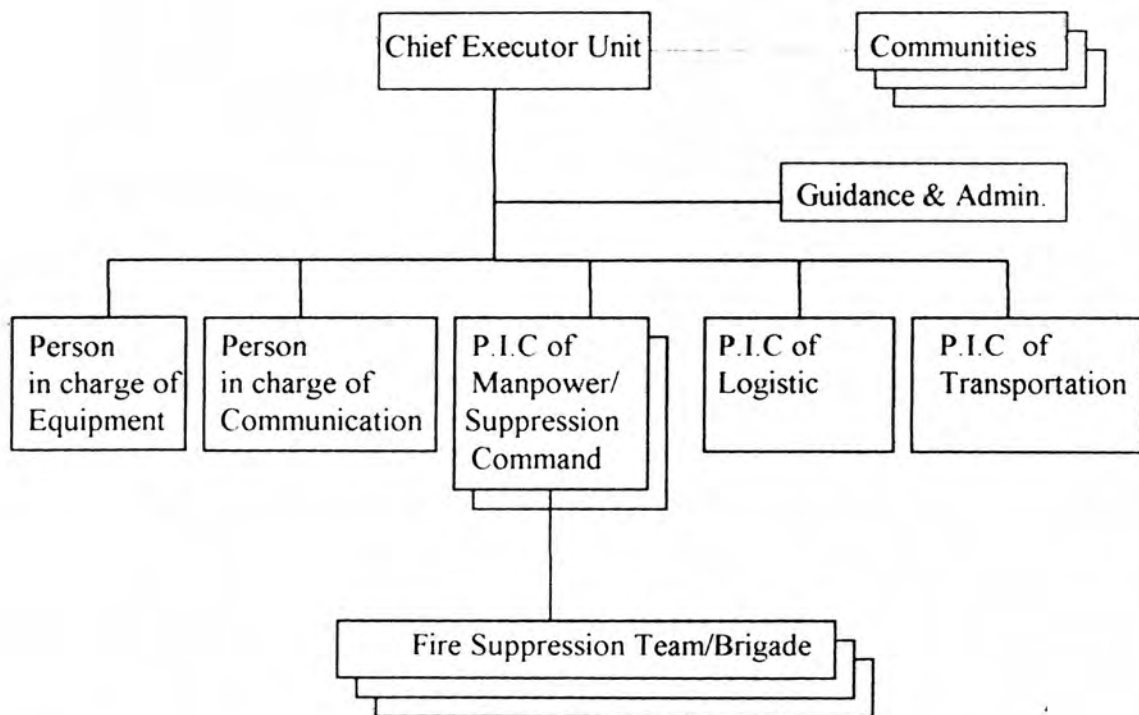 Chief Executor Unit
Communities
Guidance & Admin.
Person
in charge of
Equipment
Person
in charge of
Communication
P.I.C of
Manpower/
Suppression
Command
P.I.C of
Logistic
P.I.C of
Transportation
Fire Suppression Team/Brigade